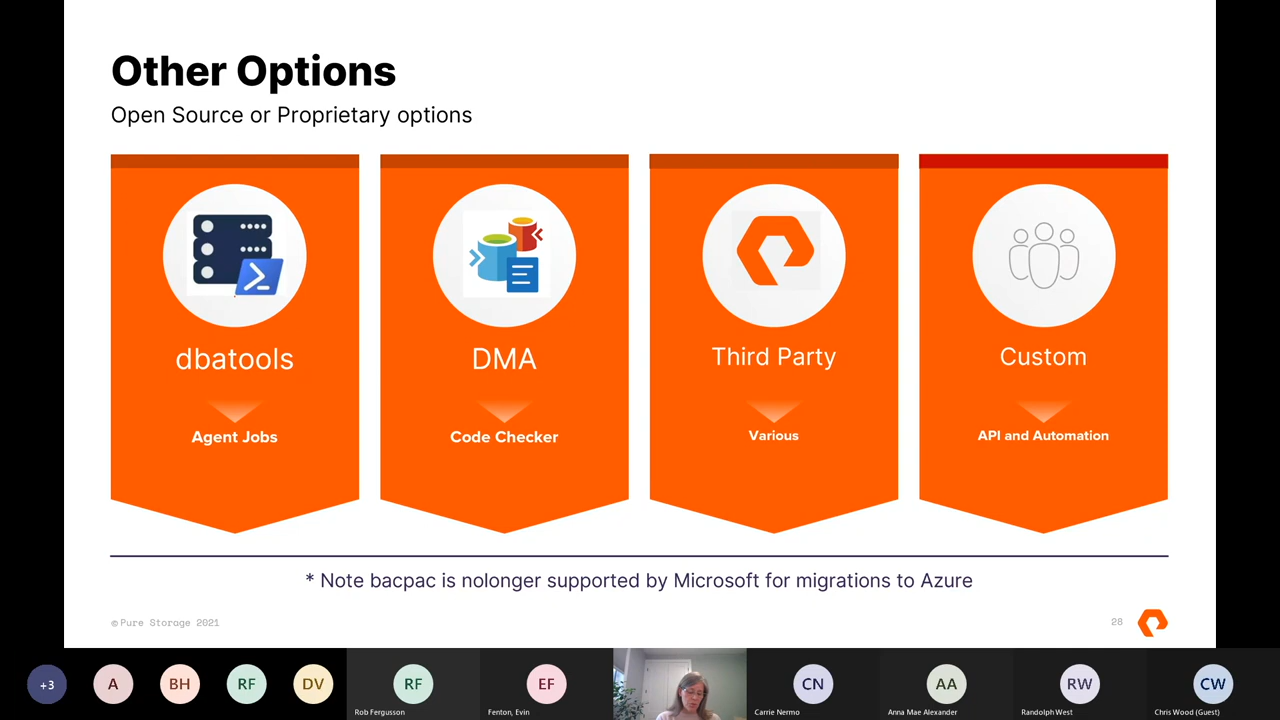 Other Options
Open Source or Proprietary options
dbatools
Agent Jobs
DMA
Code Checker
Third Party
Various
Custom
API and Automation
* Note bacpac is nolonger supported by Microsoft for migrations to Azure
© Pure Storage 2021
28
+3
A
BH
RF
DV
RF
Rob Fergusson
EF
Fenton, Evin
CN
Carrie Nermo
AA
Anna Mae Alexander
RW
Randolph West
CW
Chris Wood (Guest)